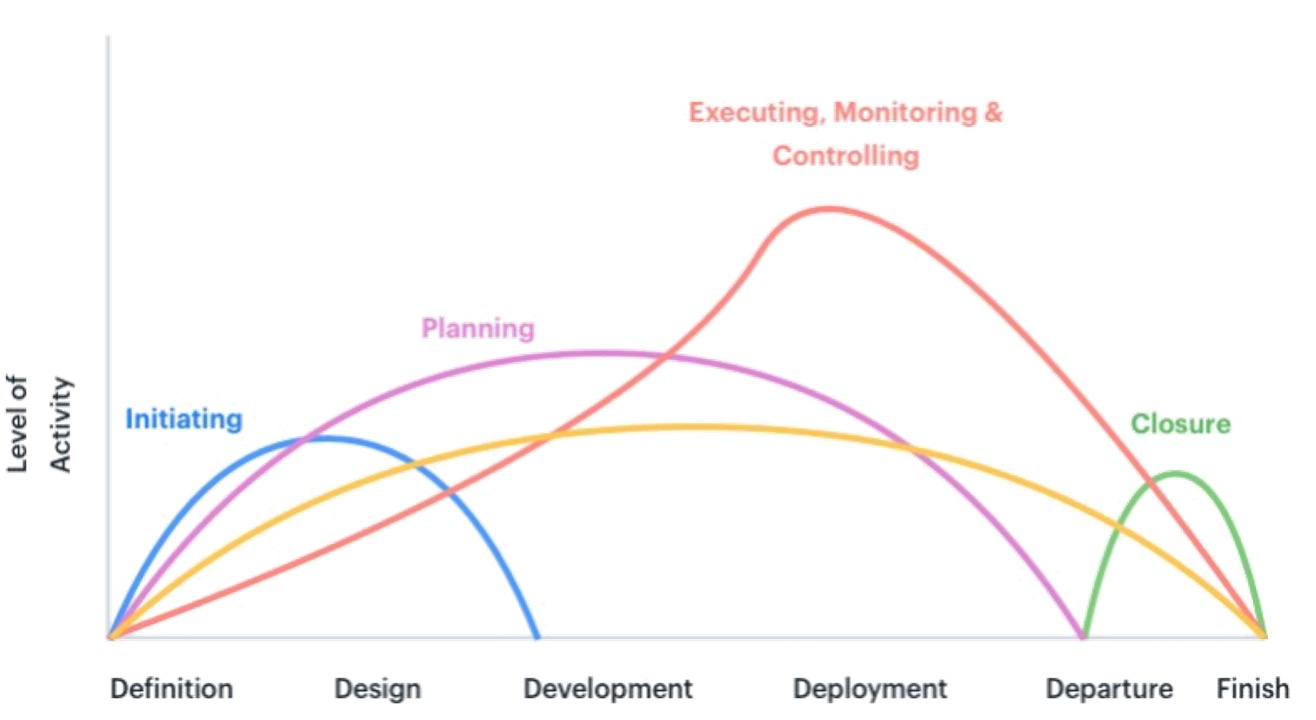 Executing, Monitoring &
Controlling
Planning
Initiating
Closure
Level of
Activity
Definition
Design
Development
Deployment
Departure
Finish